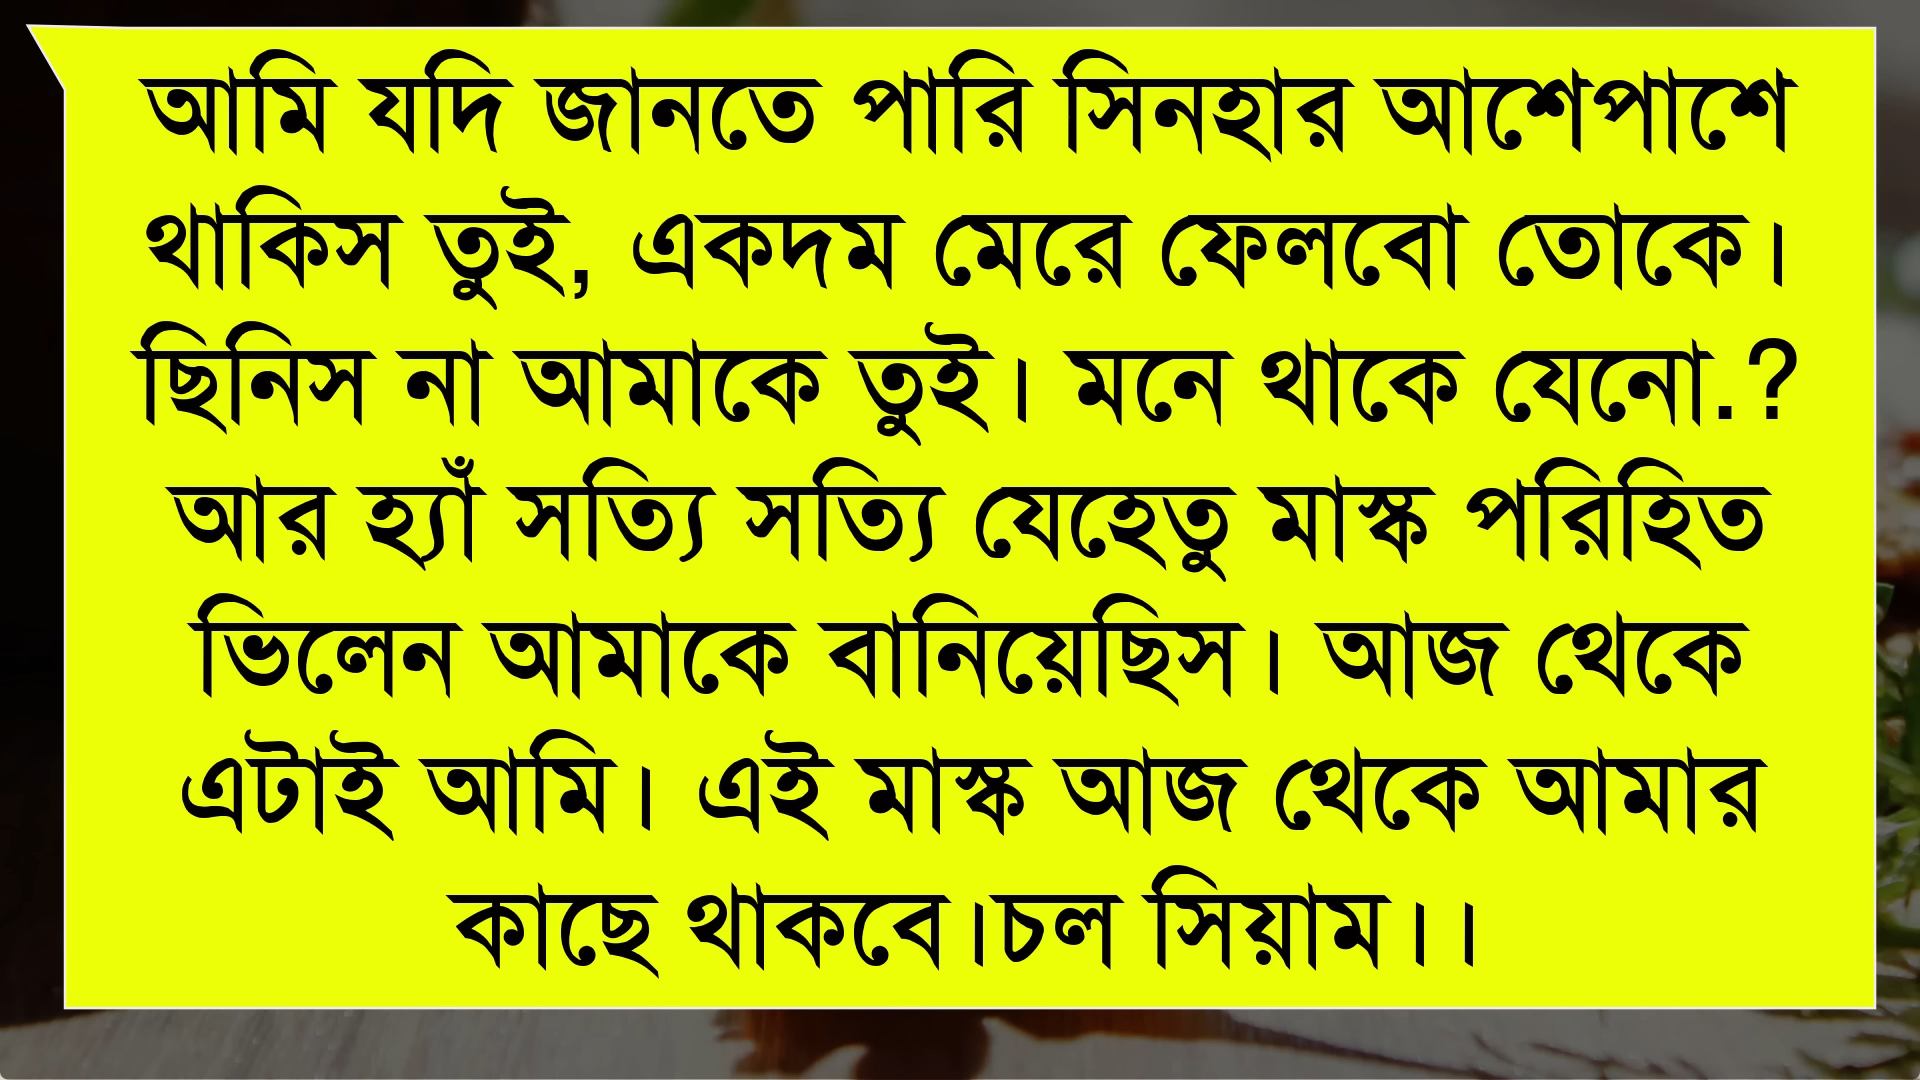 আমি যদি জানতে পারি সিনহার আশেপাশে
থাকিস তুই, একদম মেরে ফেলবো তোকে।
ছিনিস না আমাকে তুই। মনে থাকে যেনো.?
আর হ্যাঁ সত্যি সত্যি যেহেতু মাস্ক পরিহিত
ভিলেন আমাকে বানিয়েছিস। আজ থেকে
এটাই আমি। এই মাস্ক আজ থেকে আমার
কাছে থাকবে।চল সিয়াম।।